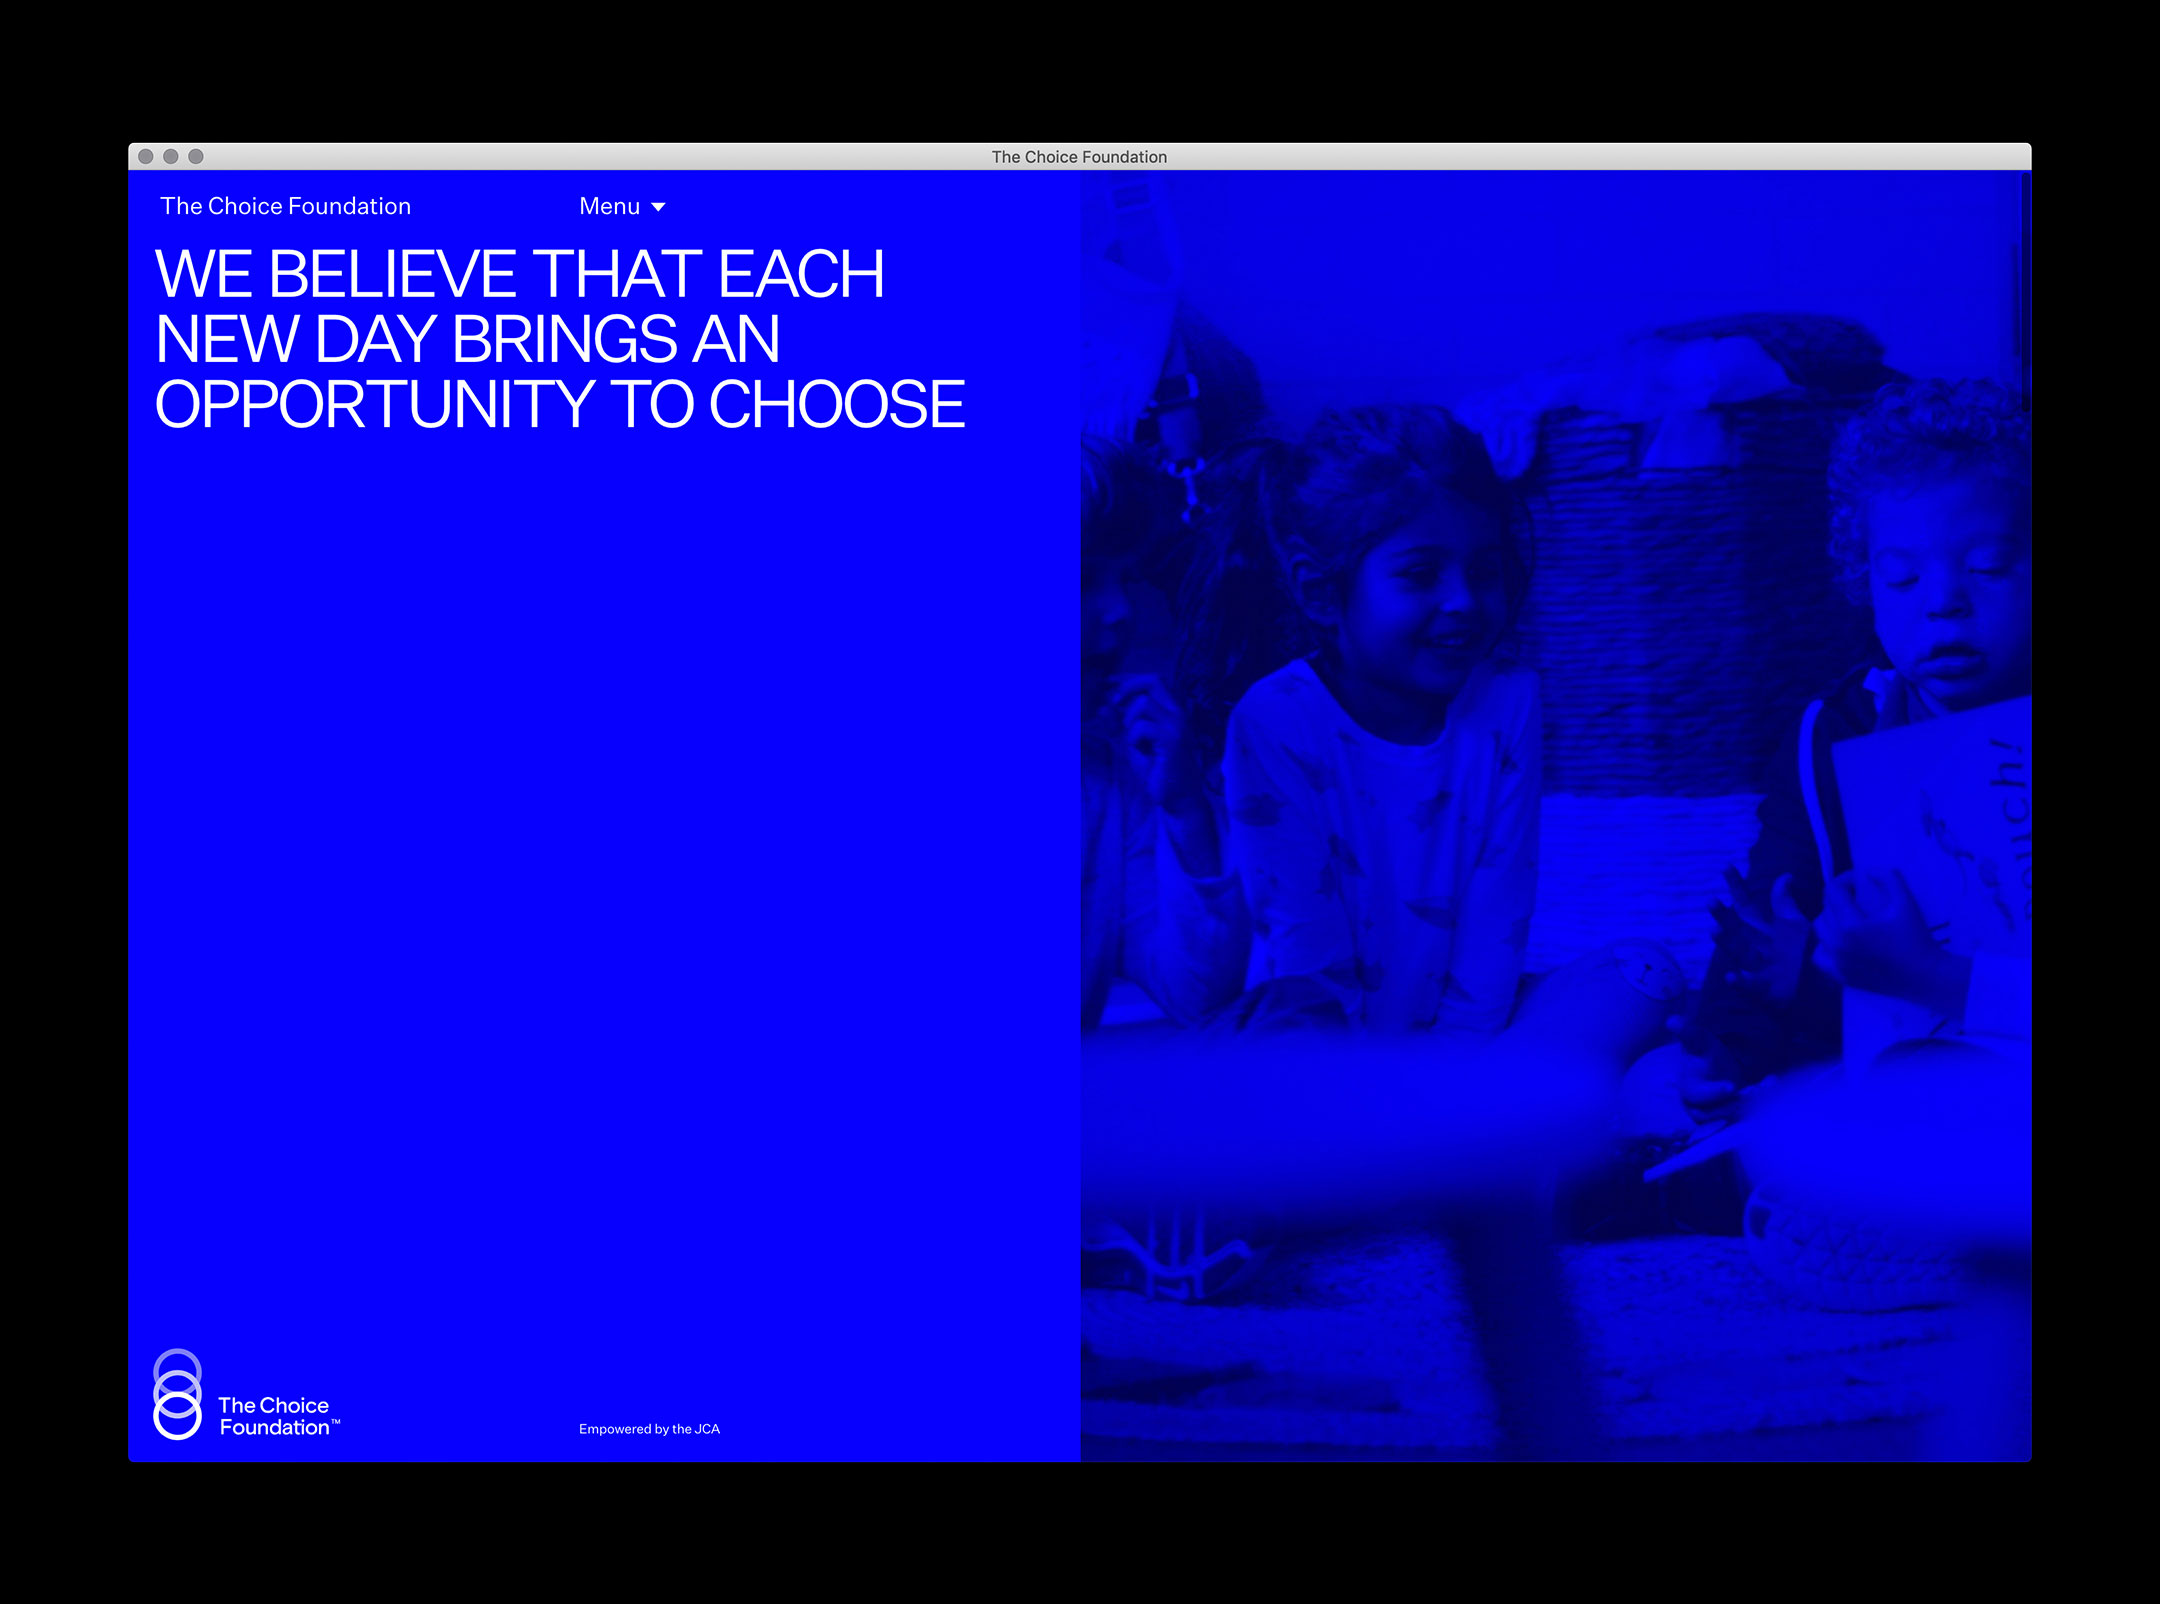 The Choice Foundation
The Choice Foundation
Menu
WE BELIEVE THAT EACH
NEW DAY BRINGS AN
OPPORTUNITY TO CHOOSE
ouch!
The Choice
Foundation™
Empowered by the JCA